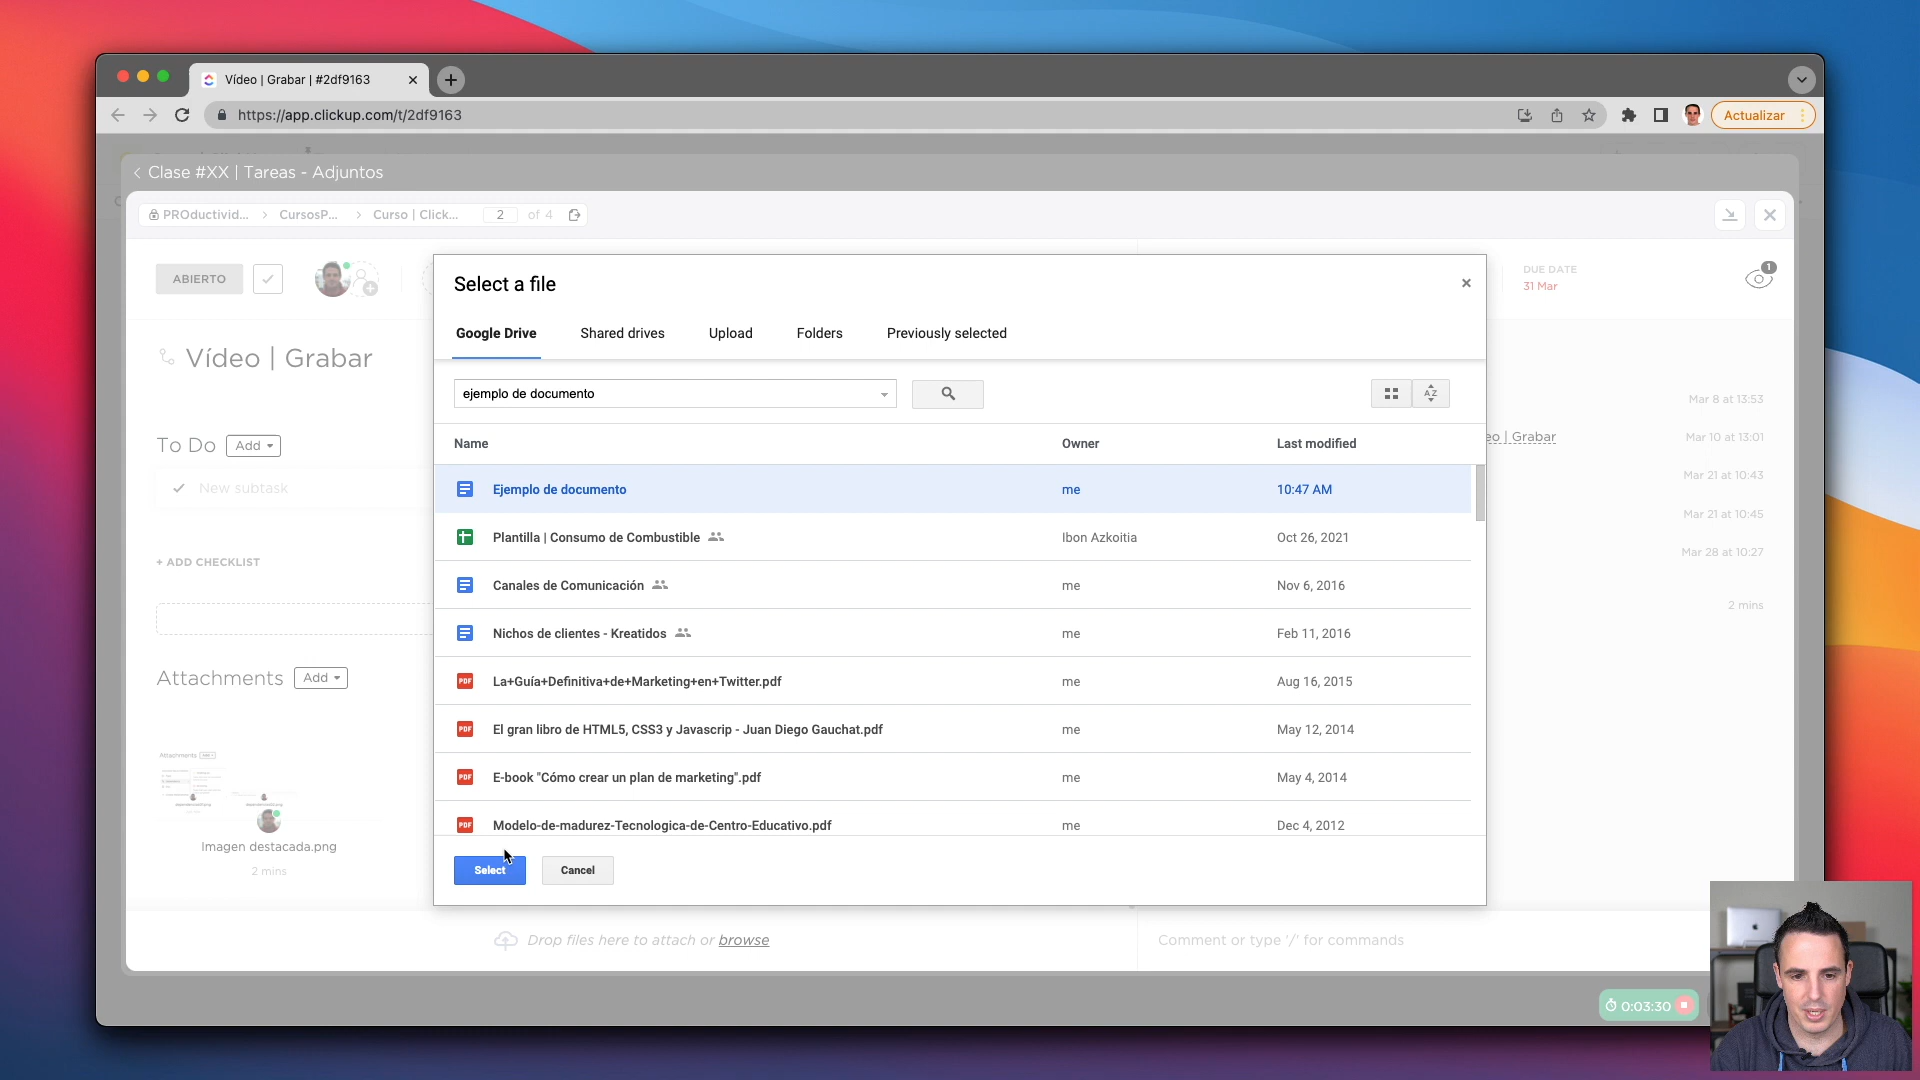 Vídeo | Grabar | #2df9163
https://app.clickup.com/t/2df9163
Actualizar
Clase #XX | Tareas - Adjuntos
PROductivid... > CursosP... > Curso | Click... 2 of 4
ABIERTO
DUE DATE
31 Mar
1
Vídeo | Grabar
To Do Add
New subtask
+ ADD CHECKLIST
Attachments Add
Attachments
Imagen destacada.png
2 mins
Select a file
Google Drive Shared drives Upload Folders Previously selected
ejemplo de documento
AZ
Name Owner Last modified
Ejemplo de documento me 10:47 AM
Plantilla | Consumo de Combustible Ibon Azkoitia Oct 26, 2021
Canales de Comunicación me Nov 6, 2016
Nichos de clientes - Kreatidos me Feb 11, 2016
PDF La+Guía+Definitiva+de+Marketing+en+Twitter.pdf me Aug 16, 2015
PDF El gran libro de HTML5, CSS3 y Javascrip - Juan Diego Gauchat.pdf me May 12, 2014
PDF E-book "Cómo crear un plan de marketing".pdf me May 4, 2014
PDF Modelo-de-madurez-Tecnologica-de-Centro-Educativo.pdf me Dec 4, 2012
Select Cancel
Mar 8 at 13:53
eo | Grabar Mar 10 at 13:01
Mar 21 at 10:43
Mar 21 at 10:45
Mar 28 at 10:27
2 mins
Drop files here to attach or browse
Comment or type '/' for commands
0:03:30